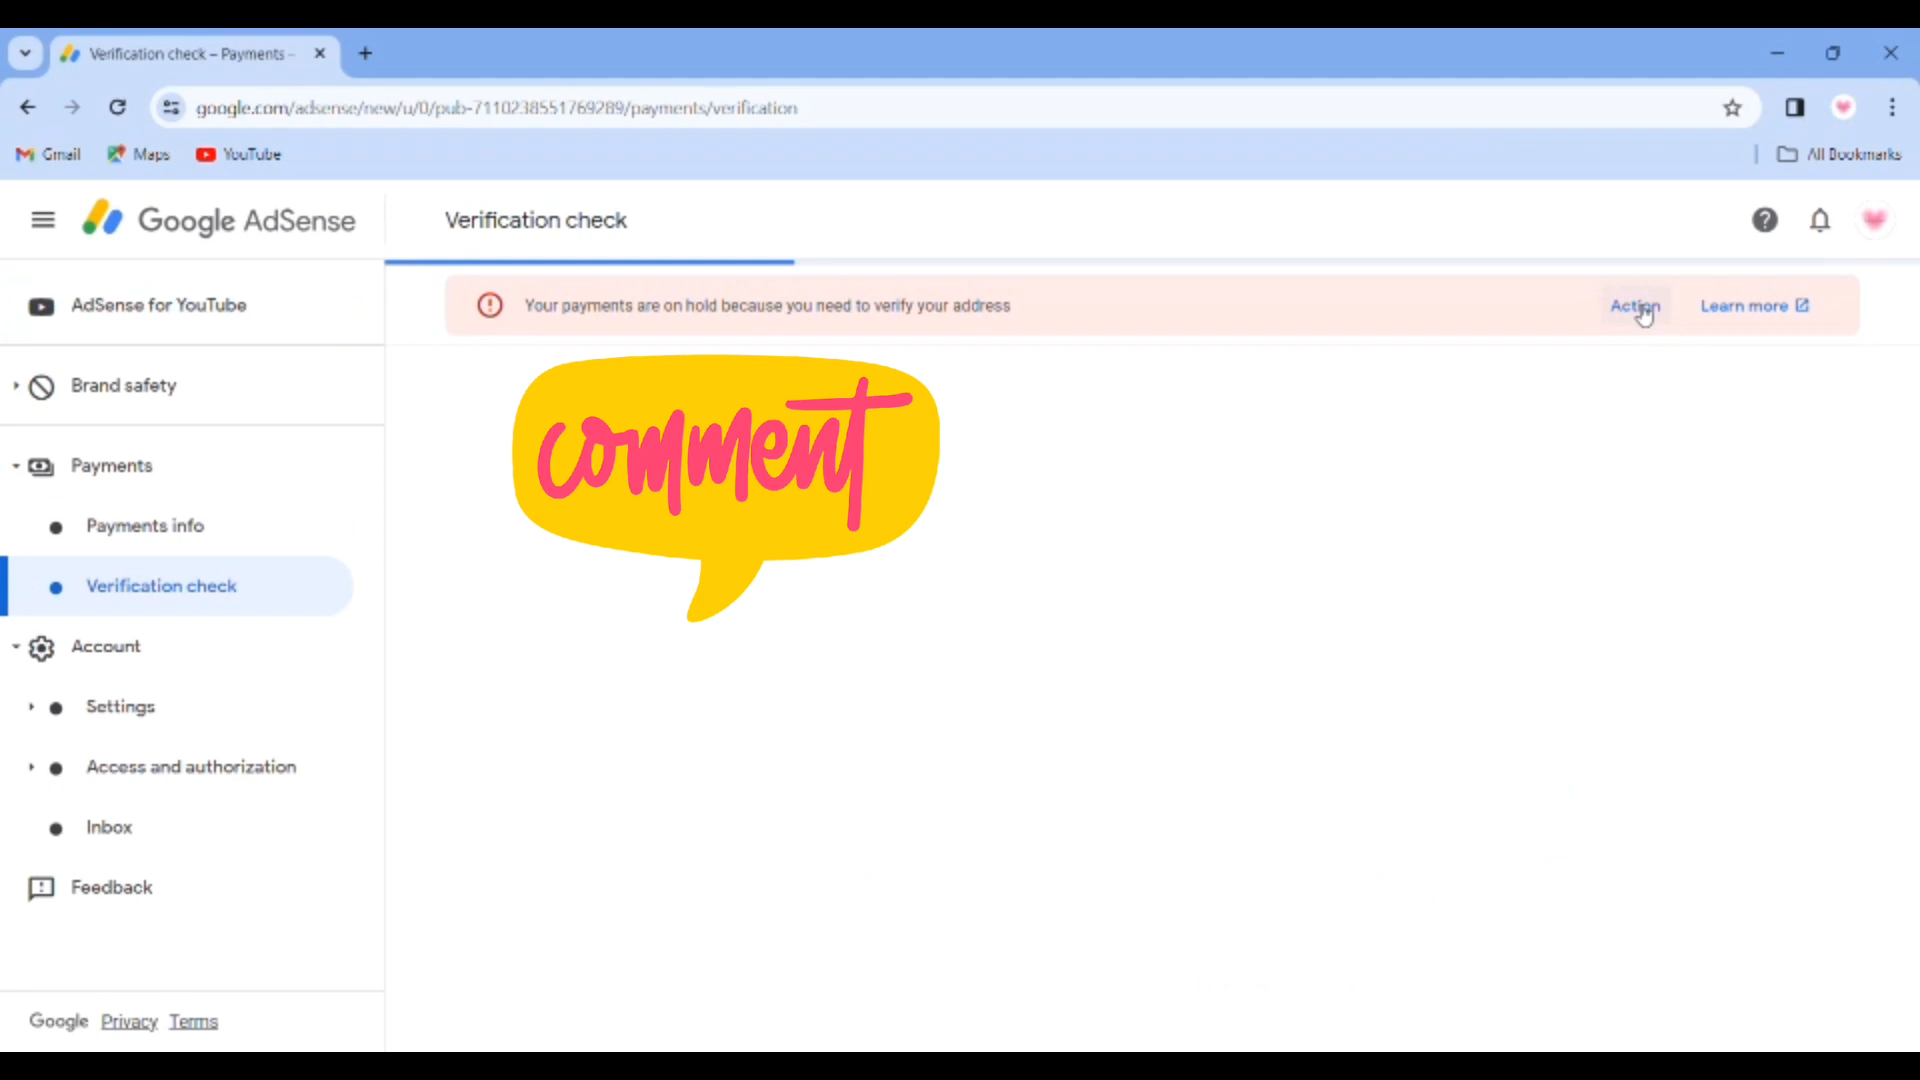 Verification check – Payments –
google.com/adsense/new/u/0/pub-7110238551769289/payments/verification
Gmail Maps YouTube All Bookmarks
Google AdSense
Verification check
AdSense for YouTube
Your payments are on hold because you need to verify your address
Action
Learn more
Brand safety
Payments
Payments info
Verification check
Account
Settings
Access and authorization
Inbox
Feedback
Google Privacy Terms
comment